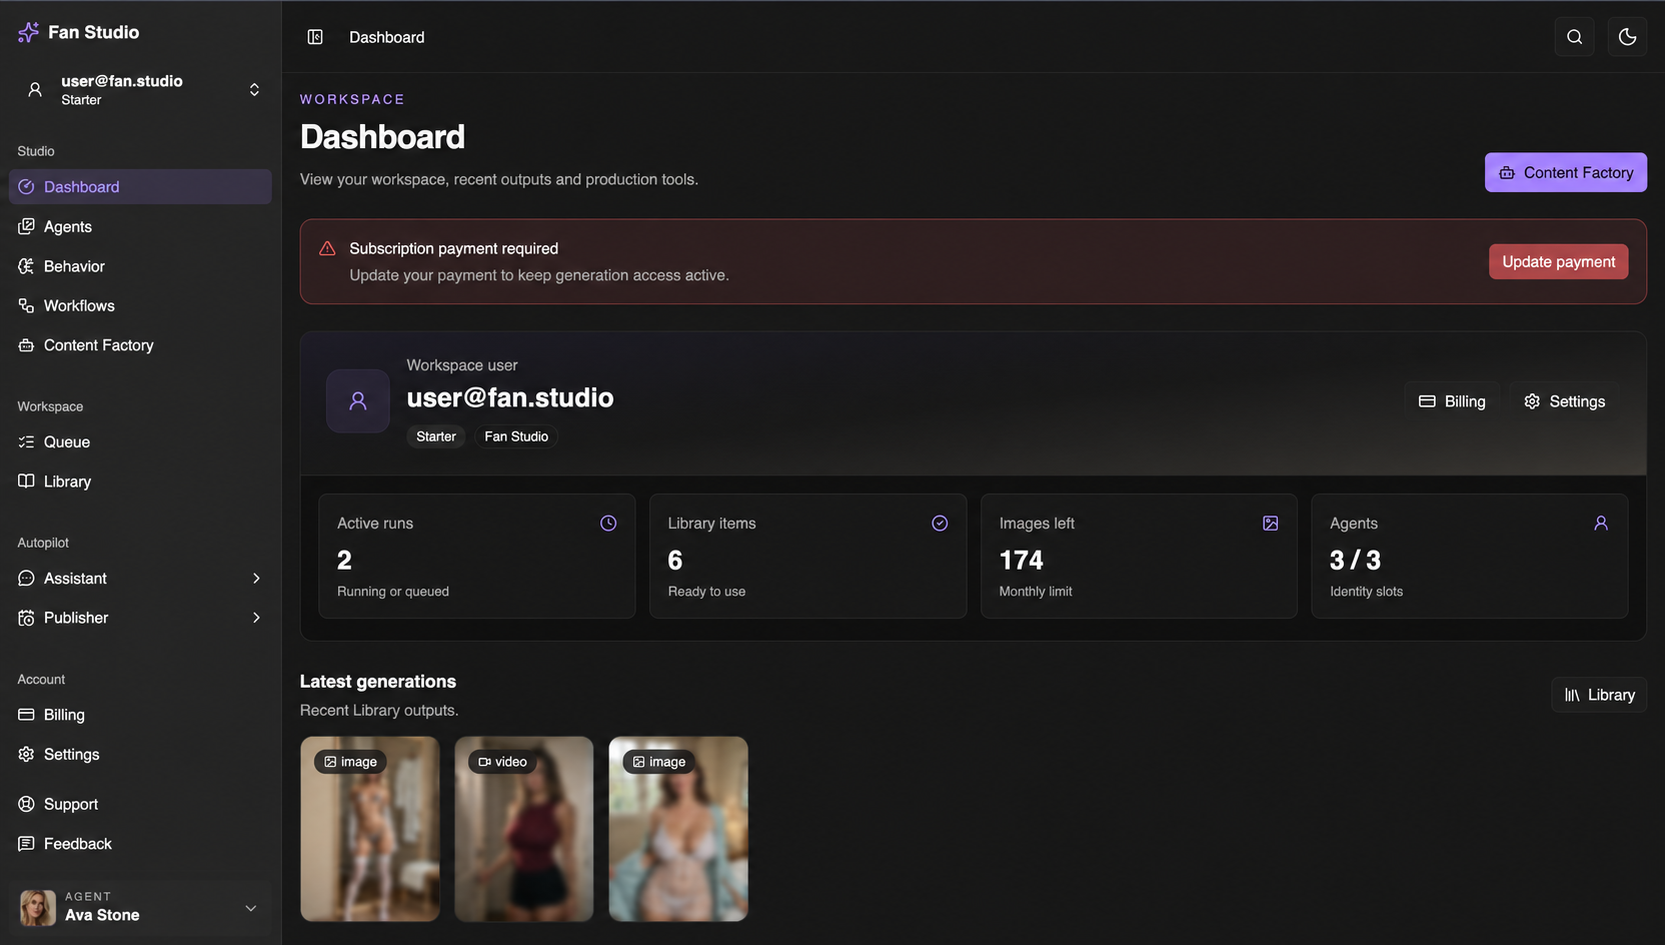 Fan Studio
user@fan.studio
Starter
Studio
Dashboard
Agents
Behavior
Workflows
Content Factory
Workspace
Queue
Library
Autopilot
Assistant
Publisher
Account
Billing
Settings
Support
Feedback
AGENT
Ava Stone
Dashboard
WORKSPACE
Dashboard
View your workspace, recent outputs and production tools.
Content Factory
Subscription payment required
Update your payment to keep generation access active.
Update payment
Workspace user
user@fan.studio
Starter Fan Studio
Billing Settings
Active runs
2
Running or queued
Library items
6
Ready to use
Images left
174
Monthly limit
Agents
3 / 3
Identity slots
Latest generations
Recent Library outputs.
Library
image
video
image